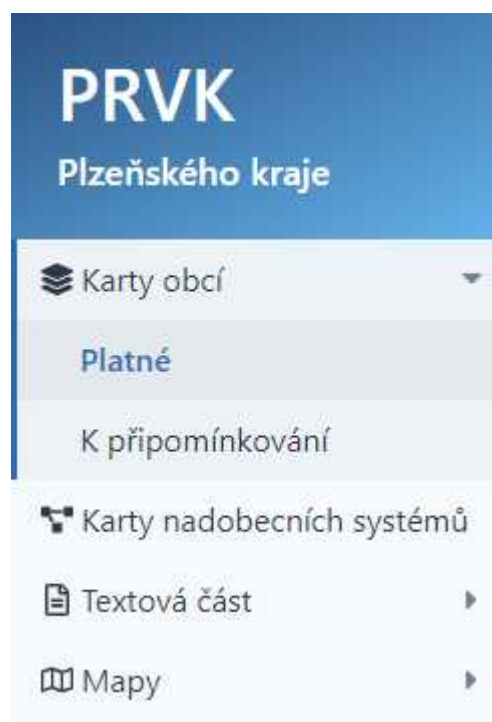 PRVK
Plzeňského kraje
Karty obcí
Platné
K připomínkování
Karty nadobecních systémů
Textová část
Mapy